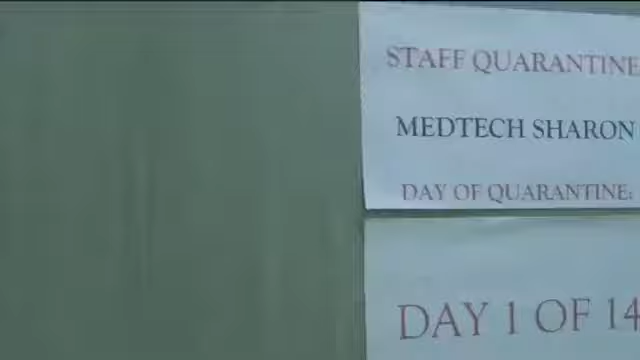 STAFF QUARANTINE
MEDTECH SHARON
DAY OF QUARANTINE:
DAY 1 OF 14